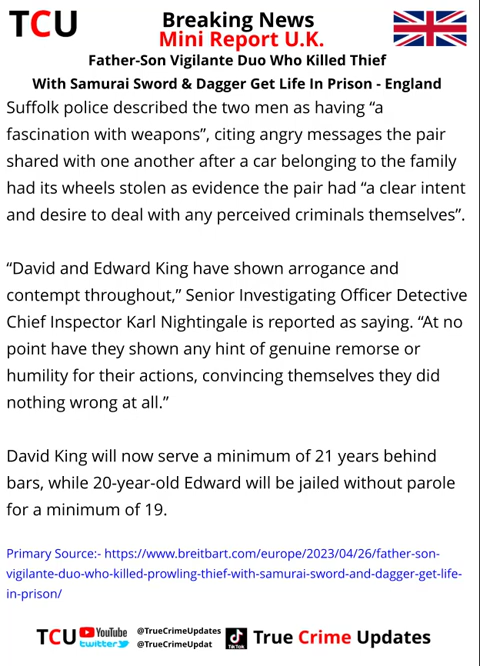 TCU
Breaking News
Mini Report U.K.
Father-Son Vigilante Duo Who Killed Thief
With Samurai Sword & Dagger Get Life In Prison - England
Suffolk police described the two men as having “a
fascination with weapons”, citing angry messages the pair
shared with one another after a car belonging to the family
had its wheels stolen as evidence the pair had “a clear intent
and desire to deal with any perceived criminals themselves”.
“David and Edward King have shown arrogance and
contempt throughout,” Senior Investigating Officer Detective
Chief Inspector Karl Nightingale is reported as saying. “At no
point have they shown any hint of genuine remorse or
humility for their actions, convincing themselves they did
nothing wrong at all.”
David King will now serve a minimum of 21 years behind
bars, while 20-year-old Edward will be jailed without parole
for a minimum of 19.
Primary Source:- https://www.breitbart.com/europe/2023/04/26/father-son-
vigilante-duo-who-killed-prowling-thief-with-samurai-sword-and-dagger-get-life-
in-prison/
TCU YouTube @TrueCrimeUpdates TikTok True Crime Updates
twitter @TrueCrimeUpdat